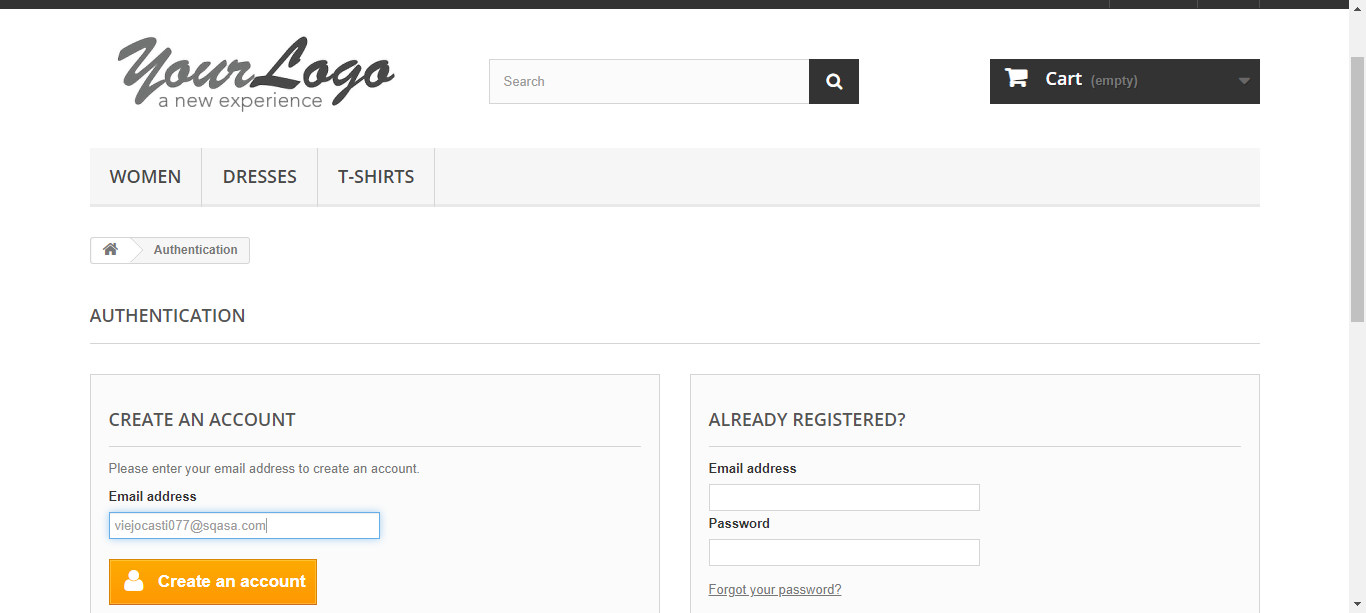 YourLogo
a new experience
Search
Cart (empty)
WOMEN DRESSES T-SHIRTS
Authentication
AUTHENTICATION
CREATE AN ACCOUNT
Please enter your email address to create an account.
Email address
viejocasti077@sqasa.com
Create an account
ALREADY REGISTERED?
Email address
Password
Forgot your password?